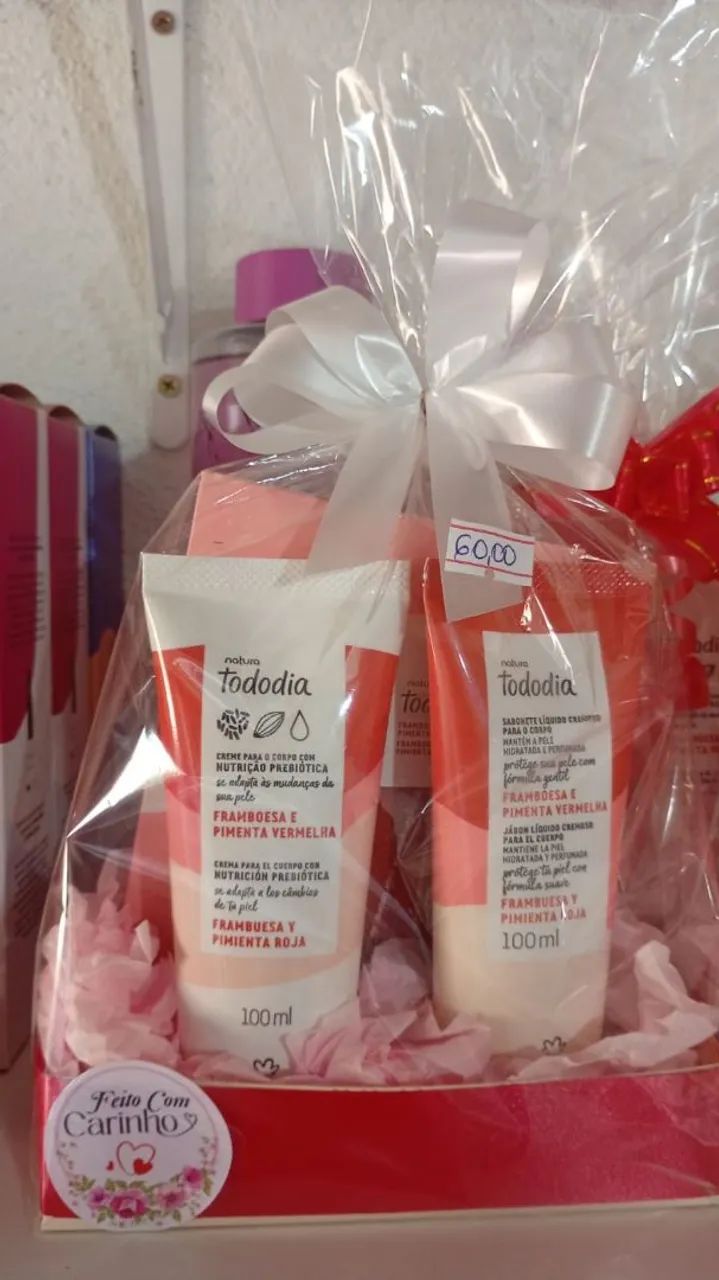 60,00
natura
Tododia
CREME PARA O CORPO COM
NUTRIÇÃO PREBIÓTICA
se adapta às mudanças da
sua pele
FRAMBOESA E
PIMENTA VERMELHA
CREMA PARA EL CUERPO CON
NUTRICIÓN PREBIÓTICA
se adapta a los cambios
de tu piel
FRAMBUESA Y
PIMIENTA ROJA
100 ml
natura
Tododia
SABONETE LÍQUIDO CREMOSO
PARA O CORPO
MANTÉM A PELE
HIDRATADA E PERFUMADA
protege sua pele com
fórmula gentil
FRAMBOESA E
PIMENTA VERMELHA
JABÓN LÍQUIDO CREMOSO
PARA EL CUERPO
MANTIENE LA PIEL
HIDRATADA Y PERFUMADA
protege tu piel con
fórmula suave
FRAMBUESA Y
PIMIENTA ROJA
100 ml
Feito Com
Carinho